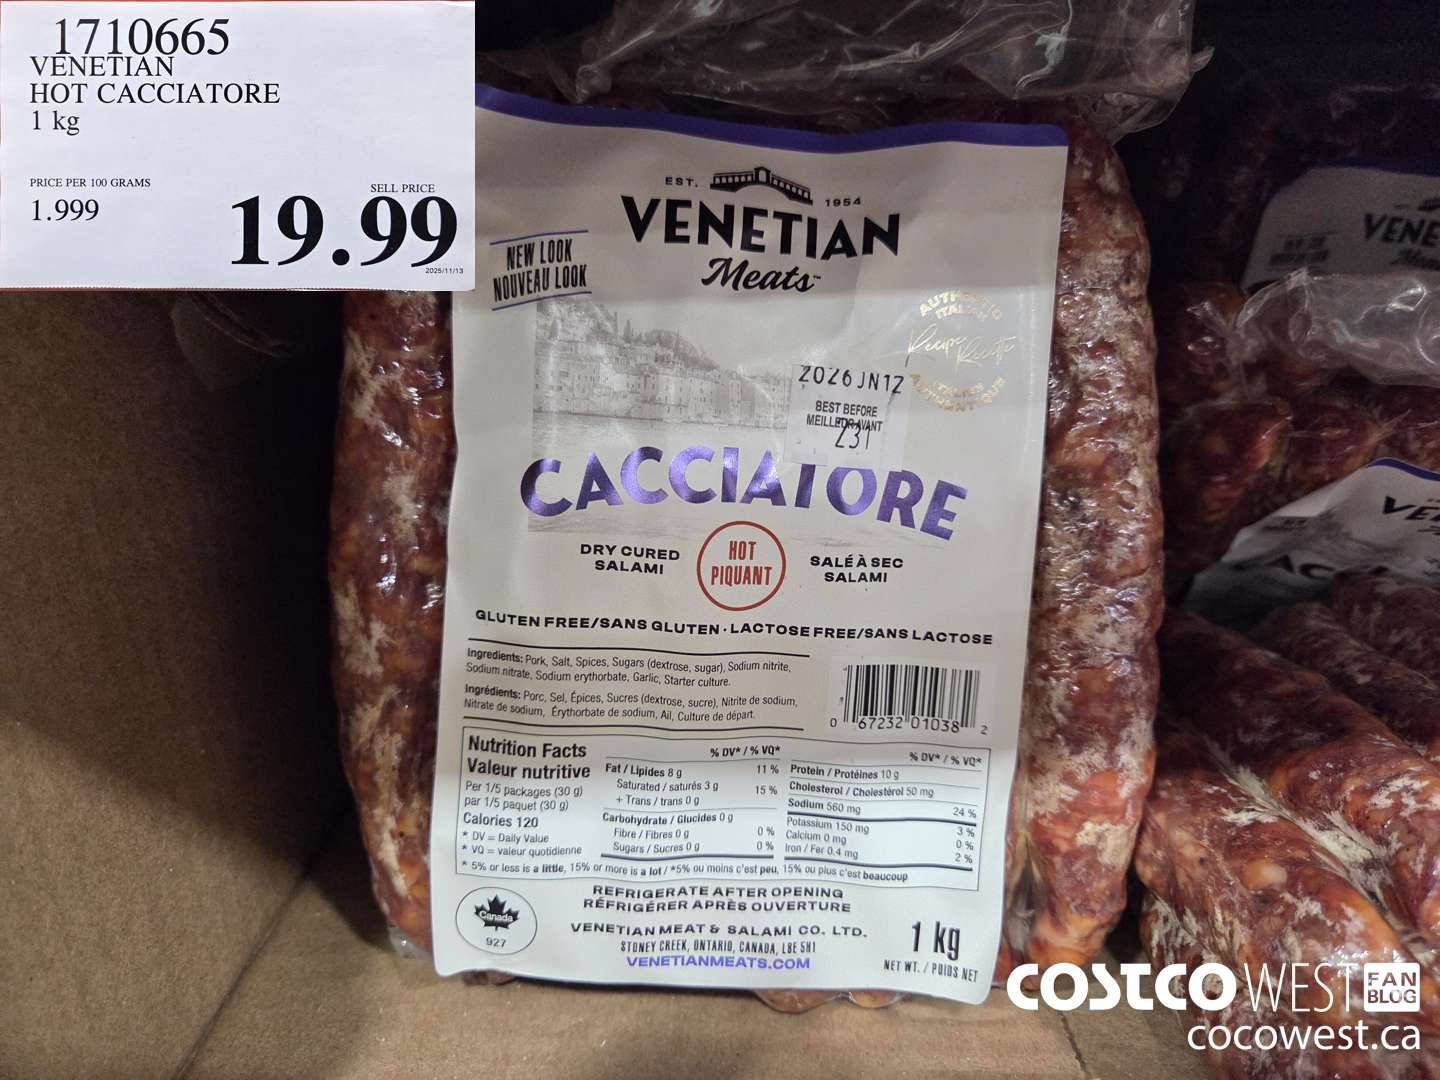 1710665
VENETIAN
HOT CACCIATORE
1 kg
PRICE PER 100 GRAMS
1.999
SELL PRICE
19.99
2025/11/13
EST. 1954
VENETIAN
Meats™
NEW LOOK
NOUVEAU LOOK
AUTHENTIC
ITALIAN
Recipe Recette
ITALIENNE
AUTHENTIQUE
2026 JN 12
BEST BEFORE
MEILLEUR AVANT
231
CACCIATORE
DRY CURED
SALAMI
HOT
PIQUANT
SALÉ À SEC
SALAMI
GLUTEN FREE/SANS GLUTEN · LACTOSE FREE/SANS LACTOSE
Ingredients: Pork, Salt, Spices, Sugars (dextrose, sugar), Sodium nitrite,
Sodium nitrate, Sodium erythorbate, Garlic, Starter culture.
Ingrédients: Porc, Sel, Épices, Sucres (dextrose, sucre), Nitrite de sodium,
Nitrate de sodium, Érythorbate de sodium, Ail, Culture de départ.
0 67232 01038 2
Nutrition Facts
Valeur nutritive
Per 1/5 packages (30 g)
par 1/5 paquet (30 g)
Calories 120
* DV = Daily Value
* VQ = valeur quotidienne
% DV* / % VQ*
Fat / Lipides 8 g 11 %
Saturated / saturés 3 g 15 %
+ Trans / trans 0 g
Carbohydrate / Glucides 0 g
Fibre / Fibres 0 g 0 %
Sugars / Sucres 0 g 0 %
% DV* / % VQ*
Protein / Protéines 10 g
Cholesterol / Cholestérol 50 mg
Sodium 560 mg 24 %
Potassium 150 mg 3 %
Calcium 0 mg 0 %
Iron / Fer 0.4 mg 2 %
* 5% or less is a little, 15% or more is a lot / *5% ou moins c'est peu, 15% ou plus c'est beaucoup
REFRIGERATE AFTER OPENING
RÉFRIGÉRER APRÈS OUVERTURE
Canada
927
VENETIAN MEAT & SALAMI CO. LTD.
STONEY CREEK, ONTARIO, CANADA, L8E 5H1
VENETIANMEATS.COM
1 kg
NET WT. / POIDS NET
COSTCO WEST FAN BLOG
cocowest.ca